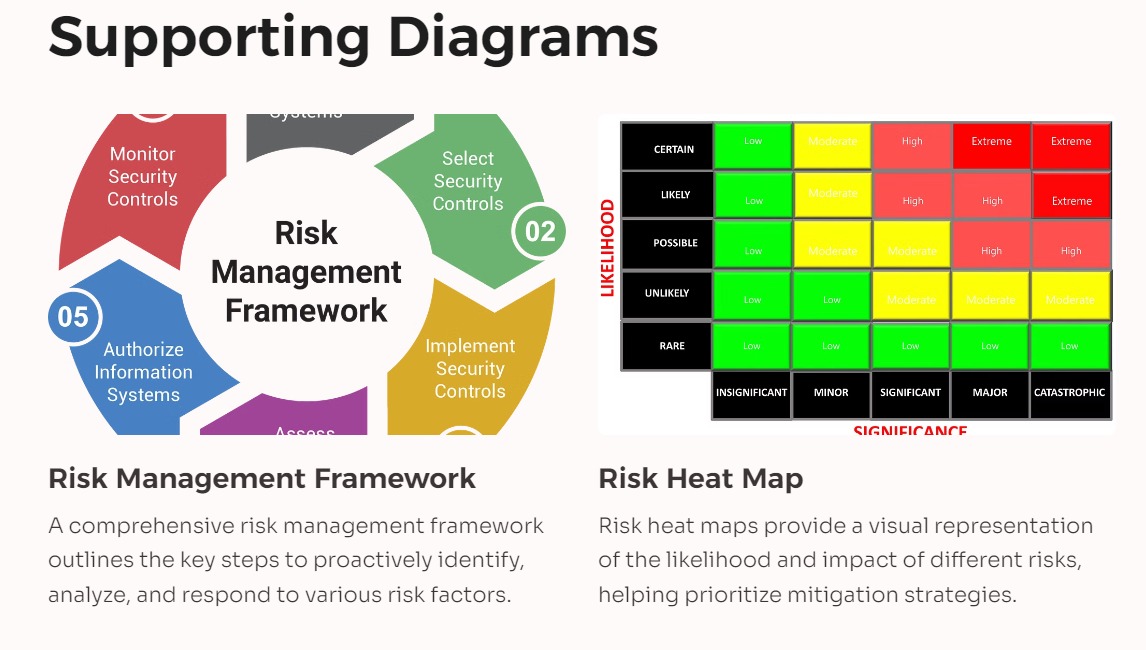 Supporting Diagrams
Systems
Monitor
Security
Controls
Select
Security
Controls
02
Risk
Management
Framework
05
Authorize
Information
Systems
Implement
Security
Controls
Assess
LIKELIHOOD
CERTAIN Low Moderate High Extreme Extreme
LIKELY Low Moderate High High Extreme
POSSIBLE Low Moderate Moderate High High
UNLIKELY Low Low Moderate Moderate Moderate
RARE Low Low Low Low Low
INSIGNIFICANT MINOR SIGNIFICANT MAJOR CATASTROPHIC
SIGNIFICANCE
Risk Management Framework
A comprehensive risk management framework
outlines the key steps to proactively identify,
analyze, and respond to various risk factors.
Risk Heat Map
Risk heat maps provide a visual representation
of the likelihood and impact of different risks,
helping prioritize mitigation strategies.